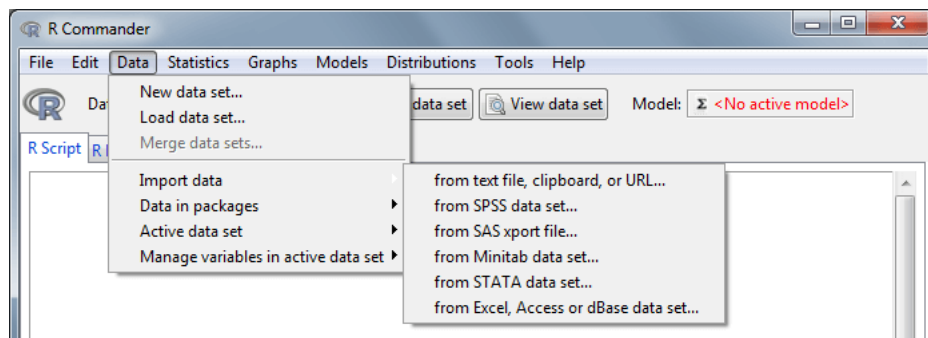 R Commander
File Edit Data Statistics Graphs Models Distributions Tools Help
R Da data set View data set Model: Σ <No active model>
New data set...
Load data set...
Merge data sets...
R Script R
Import data
Data in packages
Active data set
Manage variables in active data set
from text file, clipboard, or URL...
from SPSS data set...
from SAS xport file...
from Minitab data set...
from STATA data set...
from Excel, Access or dBase data set...